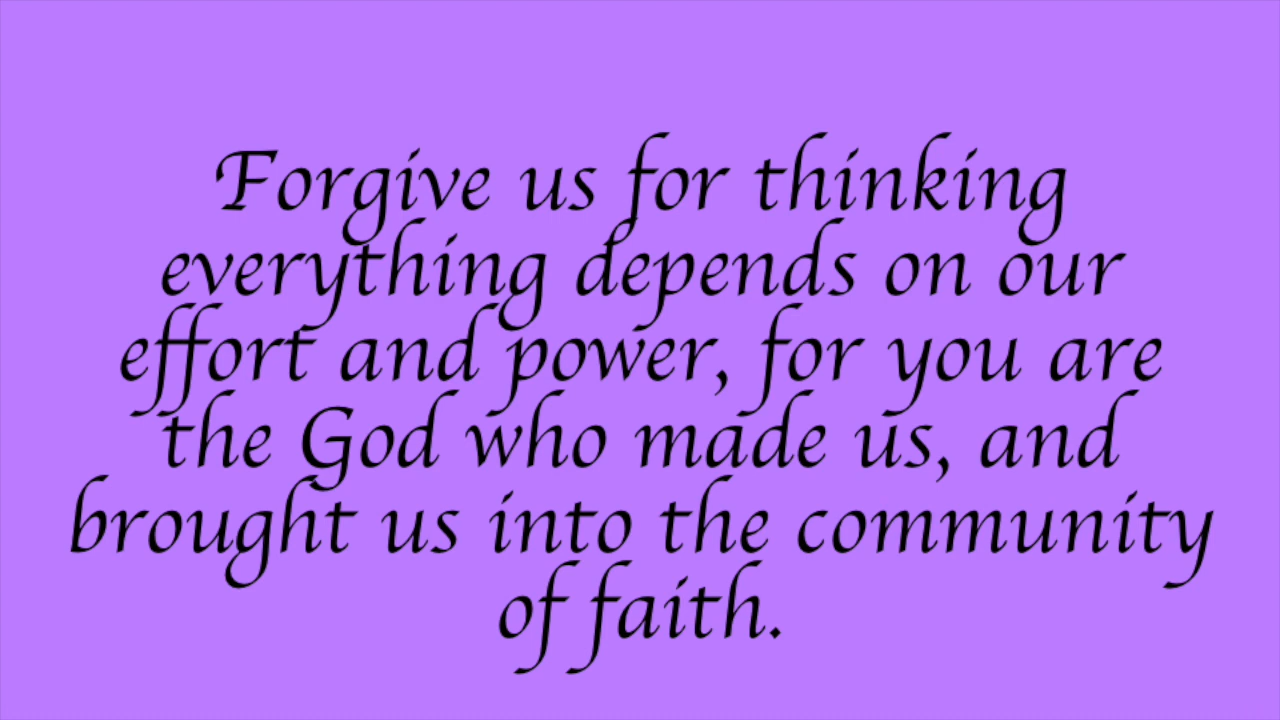 Forgive us for thinking
everything depends on our
effort and power, for you are
the God who made us, and
brought us into the community
of faith.